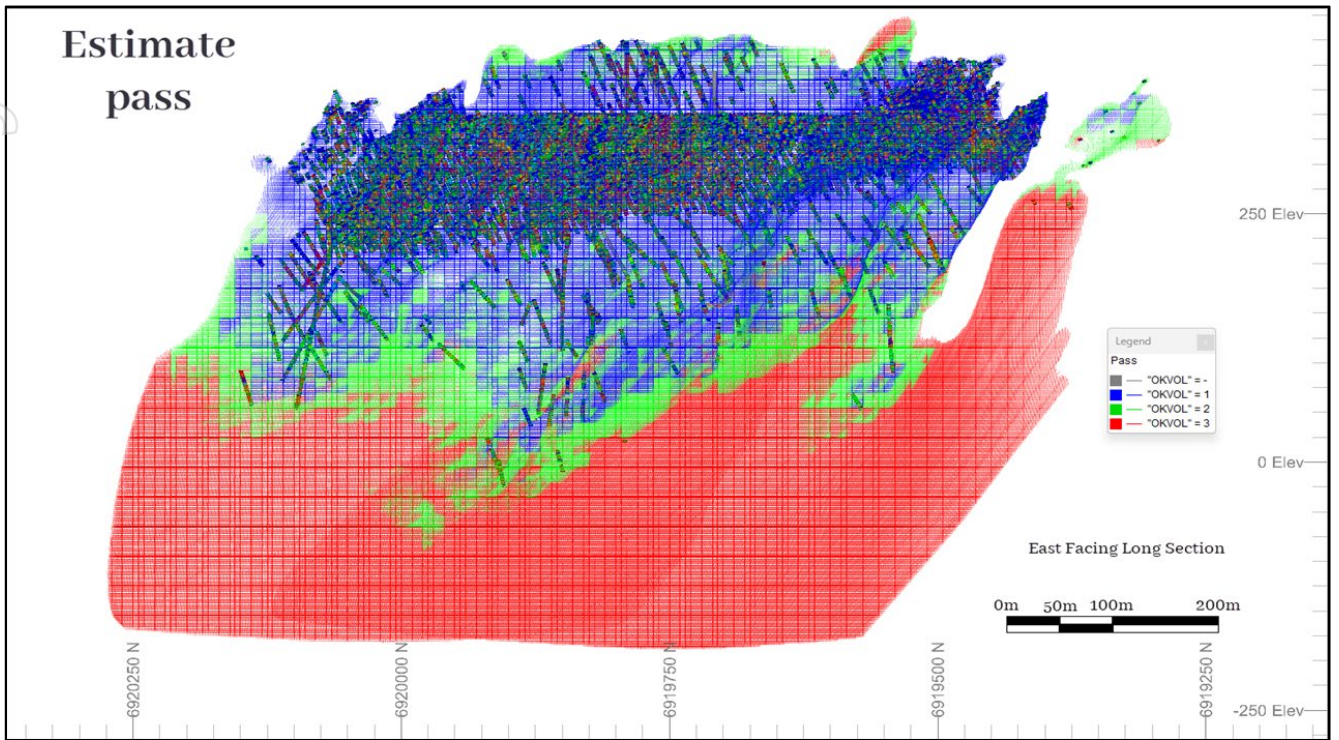 Estimate
pass
250 Elev
Legend
Pass
"OKVOL" = -
"OKVOL" = 1
"OKVOL" = 2
"OKVOL" = 3
0 Elev
East Facing Long Section
0m 50m 100m 200m
6920250 N
6920000 N
6919750 N
6919500 N
6919250 N
-250 Elev